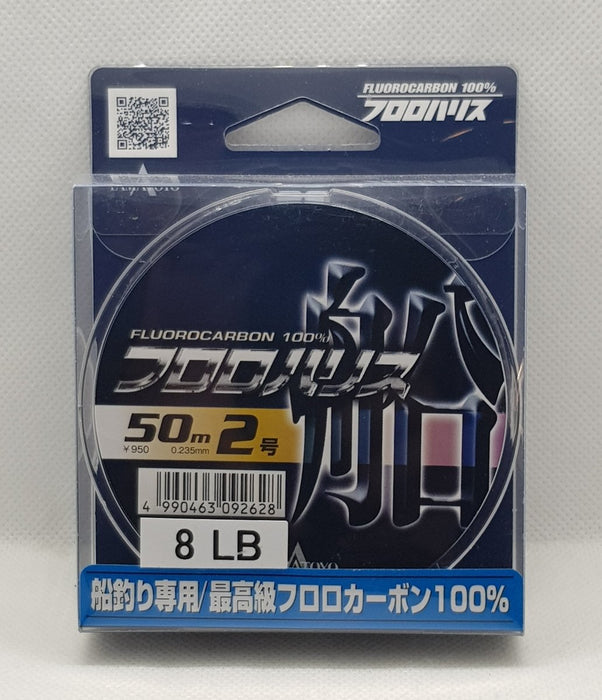 FLUOROCARBON 100%
フロロハリス
YAMATOYO
船
FLUOROCARBON 100%
フロロハリス
50m 2号
¥950 0.235mm
4 990463 092628
8 LB
船釣り専用/最高級フロロカーボン100%